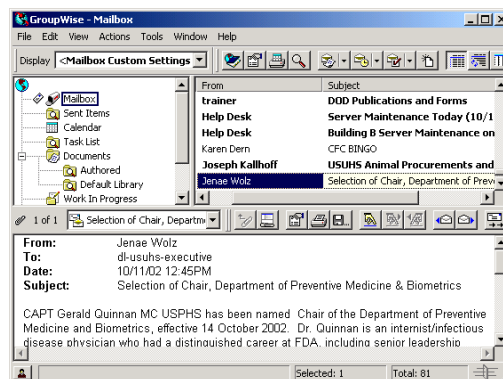 GroupWise - Mailbox
File Edit View Actions Tools Window Help
Display <Mailbox Custom Settings
From Subject
Mailbox
trainer DOD Publications and Forms
Sent Items
Help Desk Server Maintenance Today (10/1
Calendar
Help Desk Building B Server Maintenance on
Task List
Karen Dern CFC BINGO
Documents
Joseph Kallhoff USUHS Animal Procurements and
Authored
Jenae Wolz Selection of Chair, Department of Prev
Default Library
Work In Progress
1 of 1 Selection of Chair, Departm
From: Jenae Wolz
To: dl-usuhs-executive
Date: 10/11/02 12:45PM
Subject: Selection of Chair, Department of Preventive Medicine & Biometrics
CAPT Gerald Quinnan MC USPHS has been named Chair of the Department of Preventive
Medicine and Biometrics, effective 14 October 2002. Dr. Quinnan is an internist/infectious
disease physician who had a distinguished career at FDA, including senior leadership
Selected: 1 Total: 81